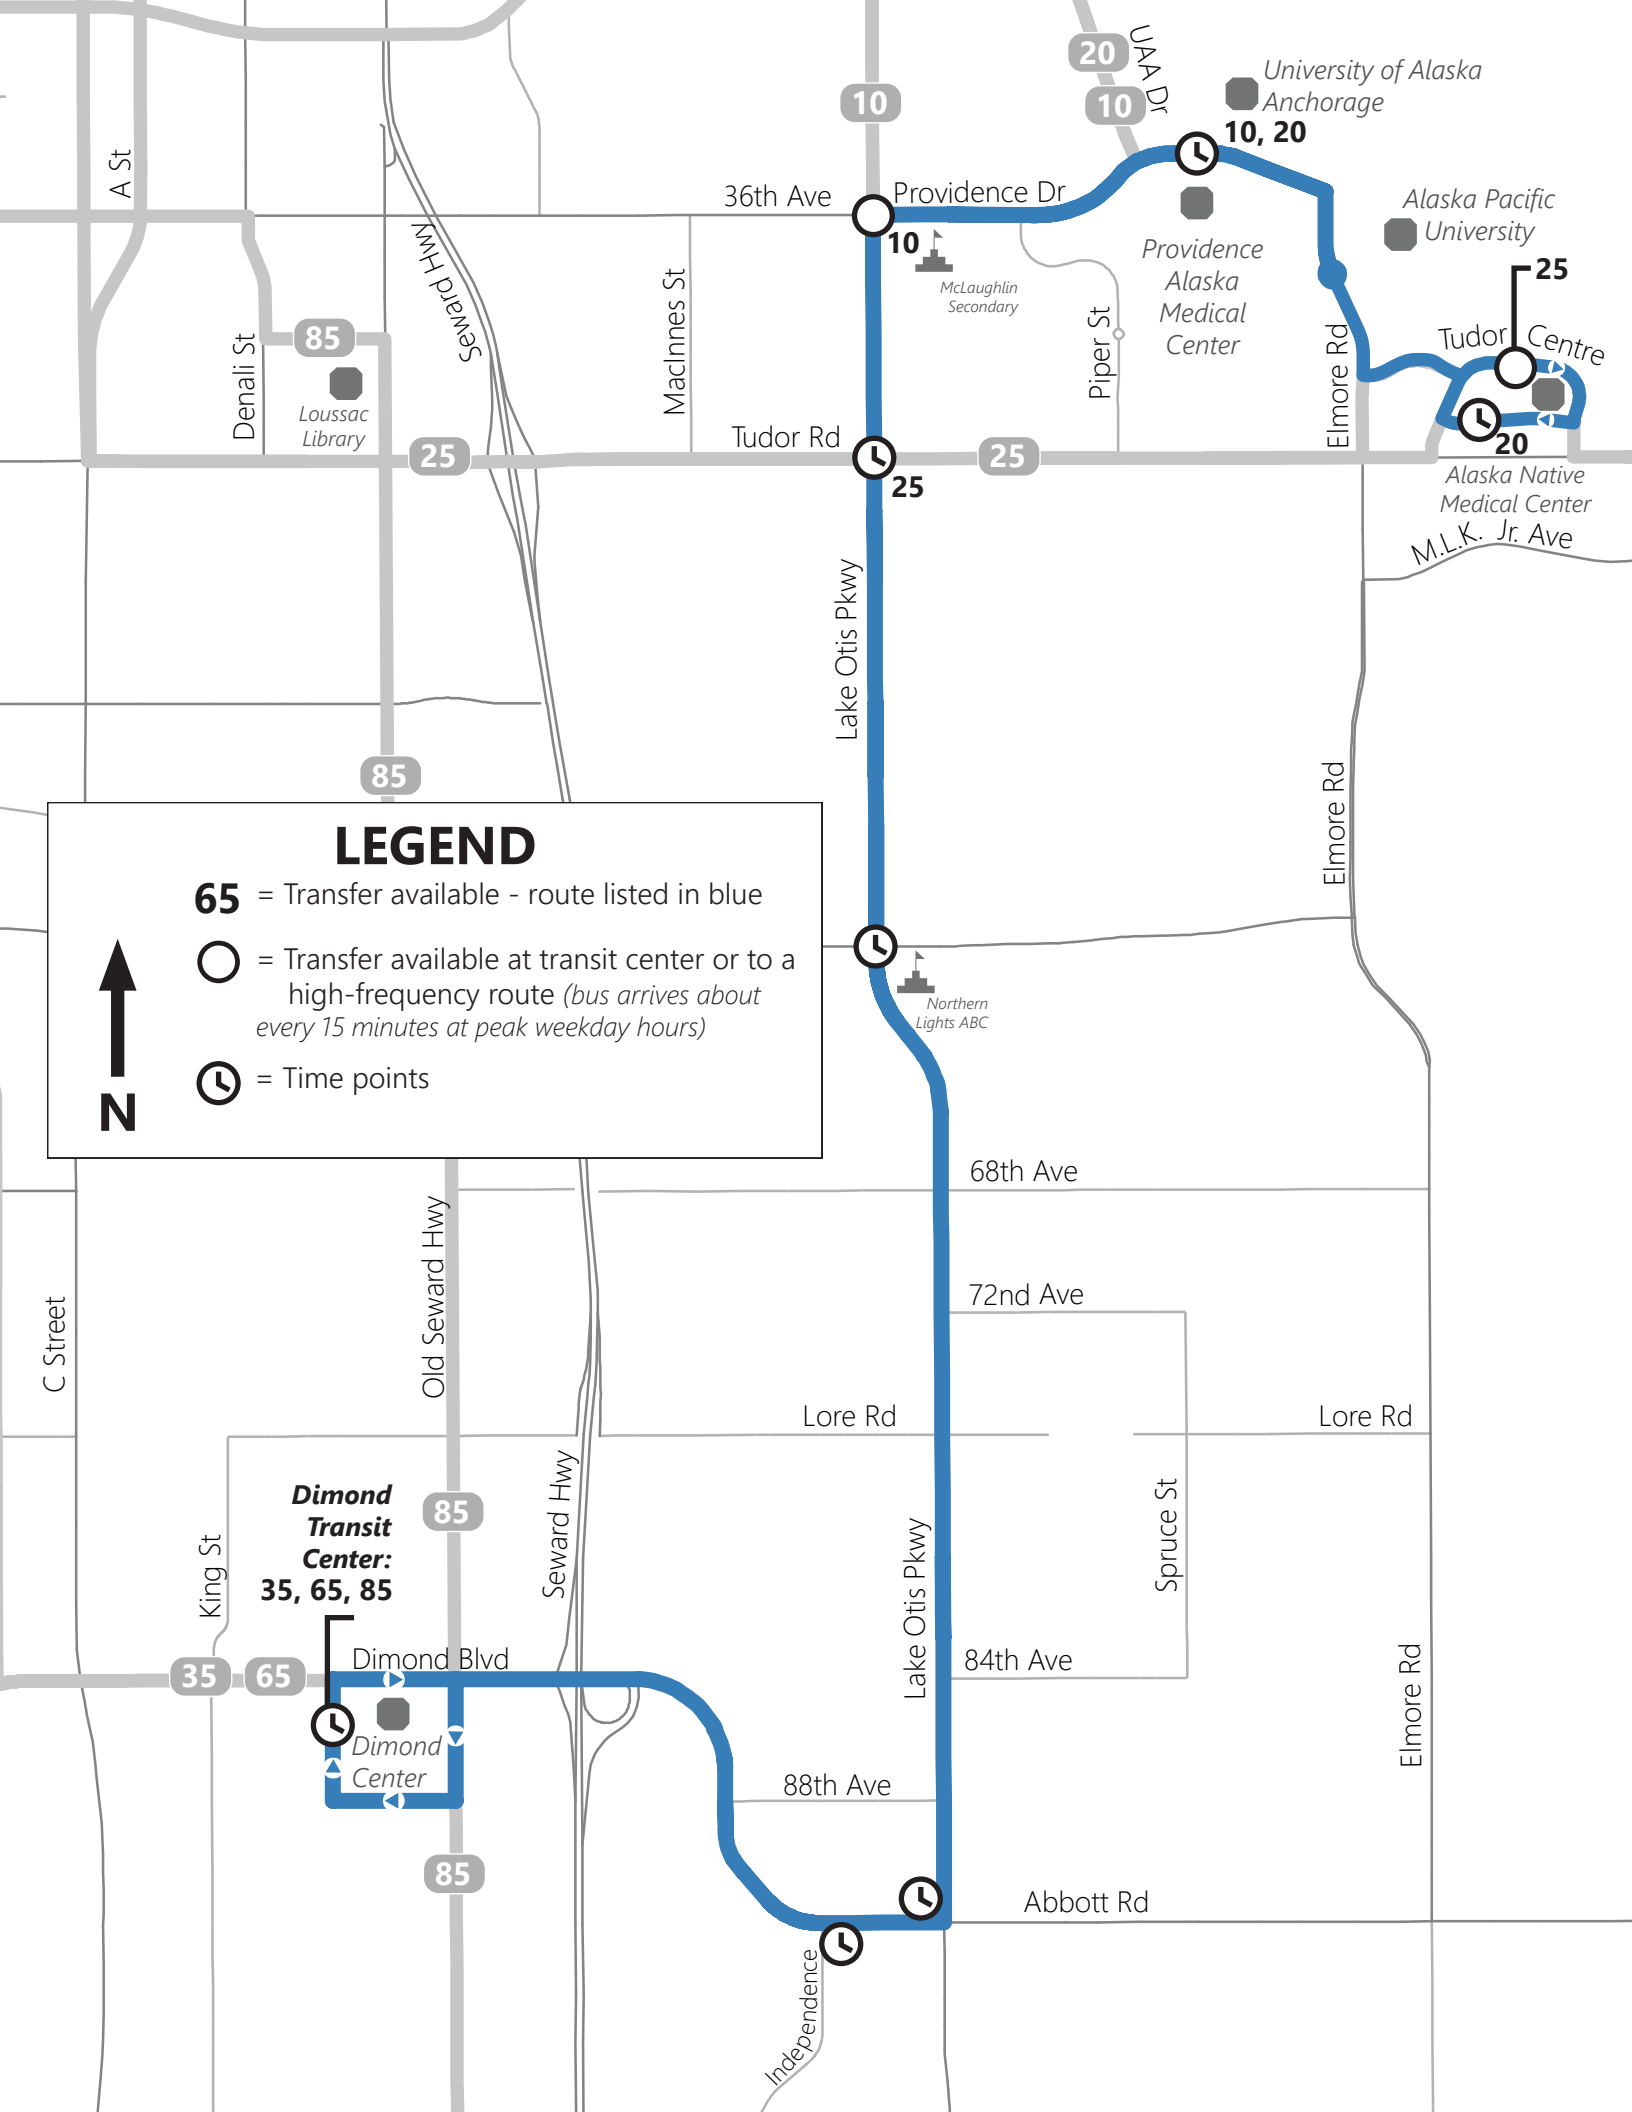 20
UAA Dr
10
10
University of Alaska
Anchorage
10, 20
A St
36th Ave
Providence Dr
10
McLaughlin
Secondary
Providence
Alaska
Medical
Center
Alaska Pacific
University
25
Seward Hwy
MacInnes St
Piper St
Elmore Rd
Tudor Centre
85
Denali St
Loussac
Library
25
Tudor Rd
25
25
20
Alaska Native
Medical Center
M.L.K. Jr. Ave
Lake Otis Pkwy
Elmore Rd
85
LEGEND
65 = Transfer available - route listed in blue
= Transfer available at transit center or to a
high-frequency route (bus arrives about
every 15 minutes at peak weekday hours)
= Time points
N
Northern
Lights ABC
68th Ave
Old Seward Hwy
C Street
72nd Ave
Lore Rd
Lore Rd
Dimond
Transit
Center:
35, 65, 85
85
King St
Seward Hwy
Lake Otis Pkwy
Spruce St
35
65
Dimond Blvd
84th Ave
Elmore Rd
Dimond
Center
88th Ave
85
Abbott Rd
Independence